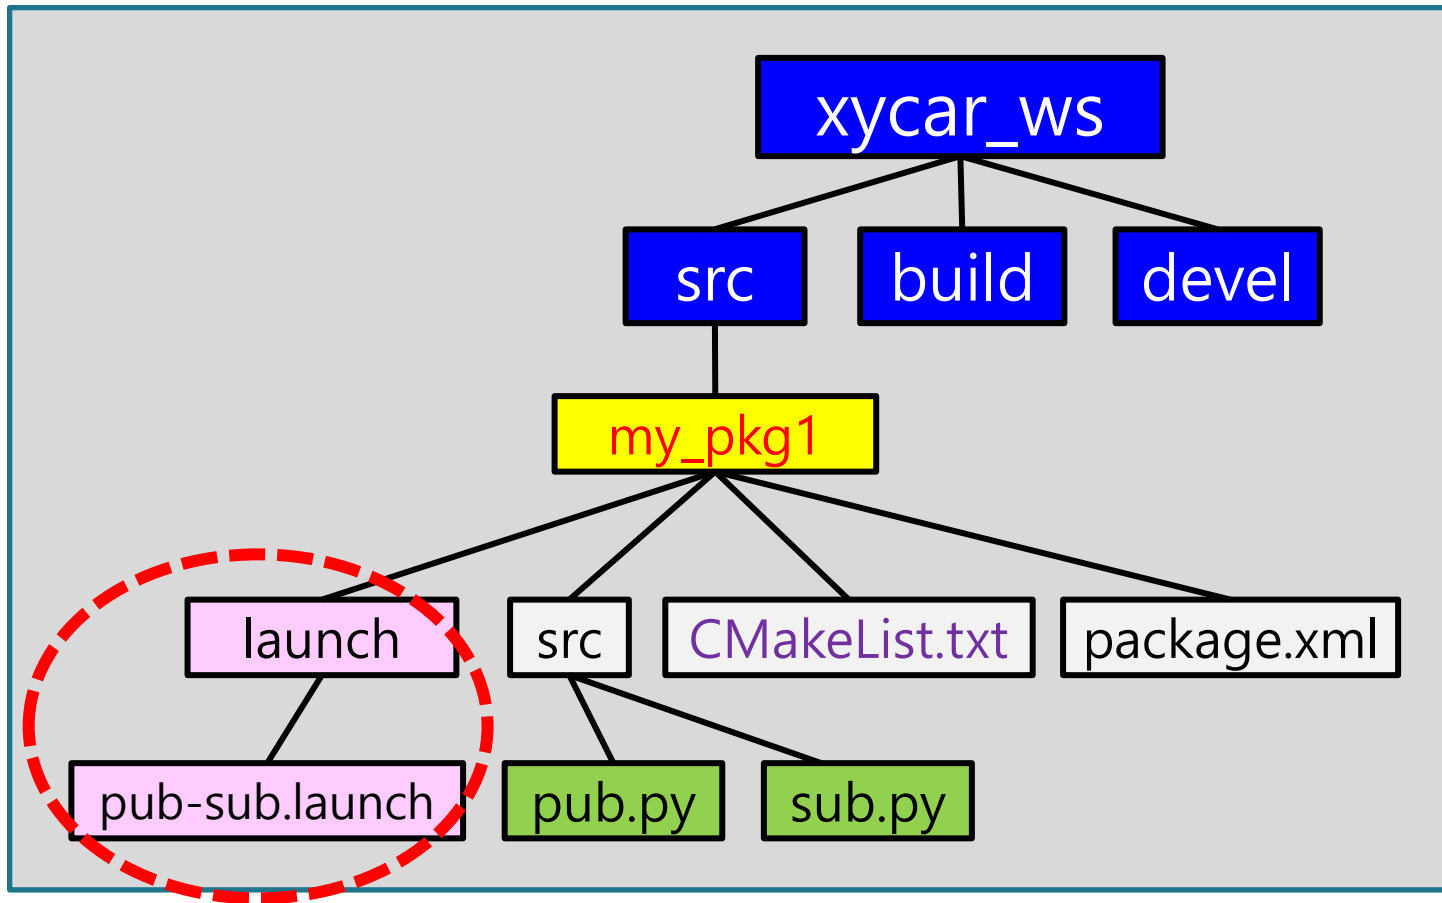 xycar_ws
src
build
devel
my_pkg1
launch
src
CMakeList.txt
package.xml
pub-sub.launch
pub.py
sub.py